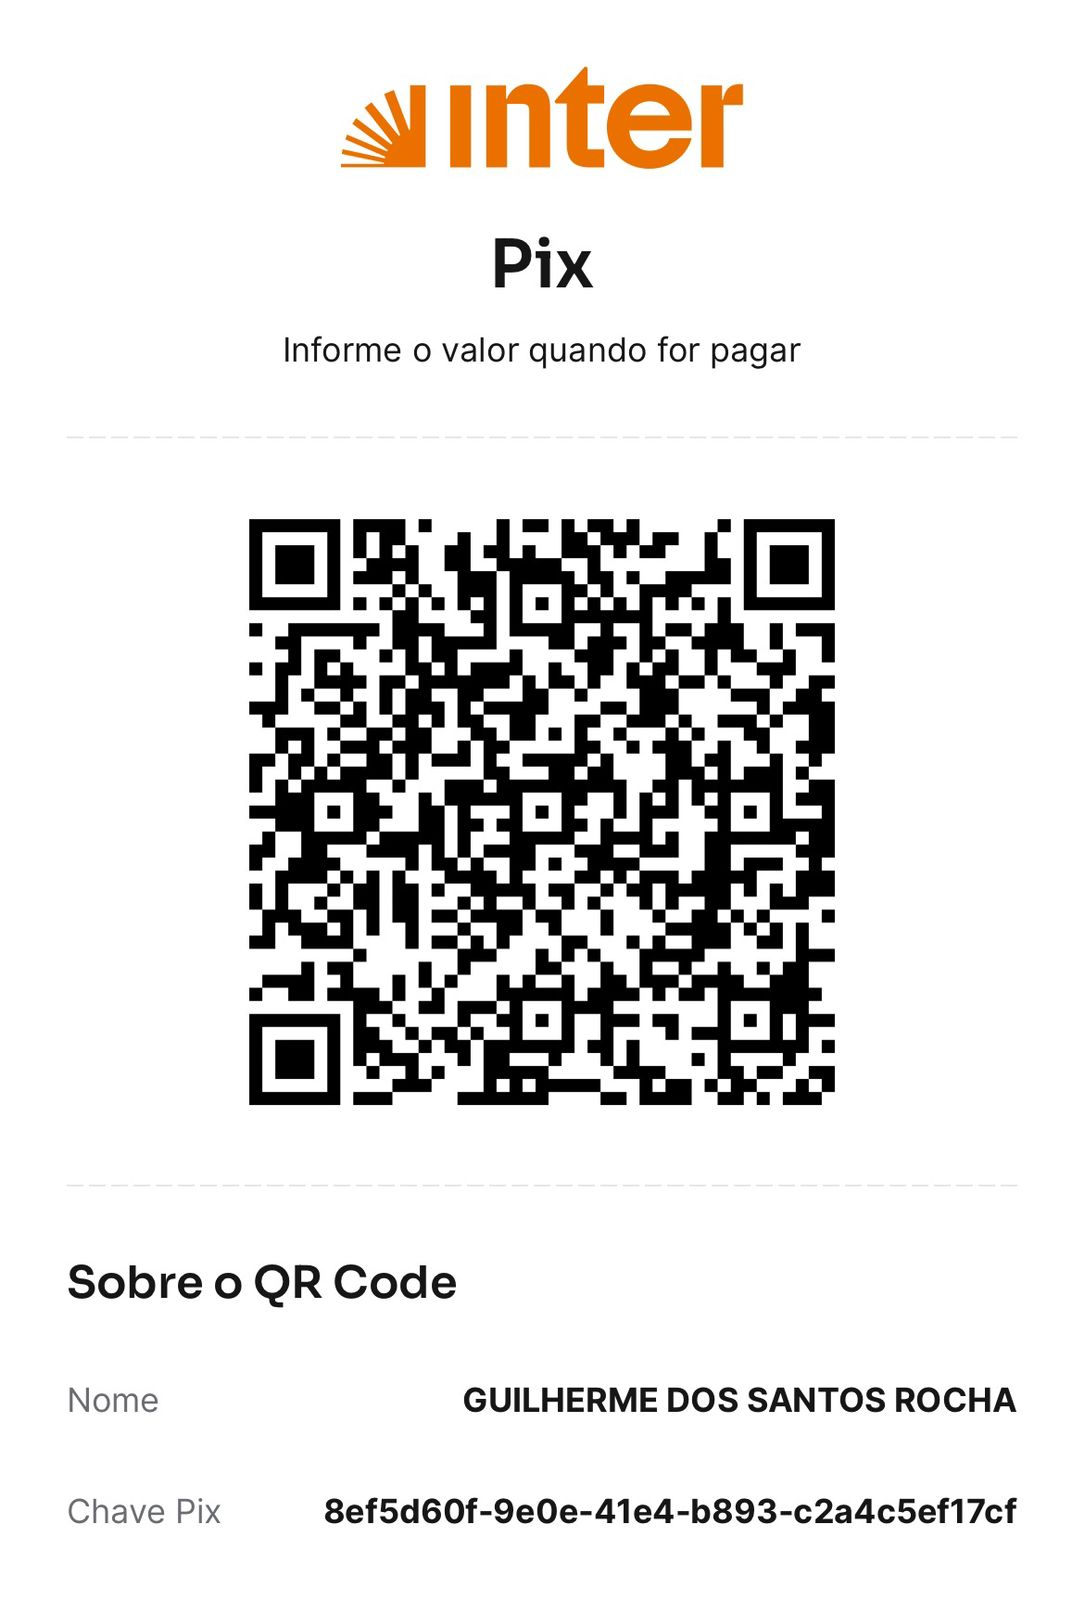 inter
Pix
Informe o valor quando for pagar
Sobre o QR Code
Nome GUILHERME DOS SANTOS ROCHA
Chave Pix 8ef5d60f-9e0e-41e4-b893-c2a4c5ef17cf